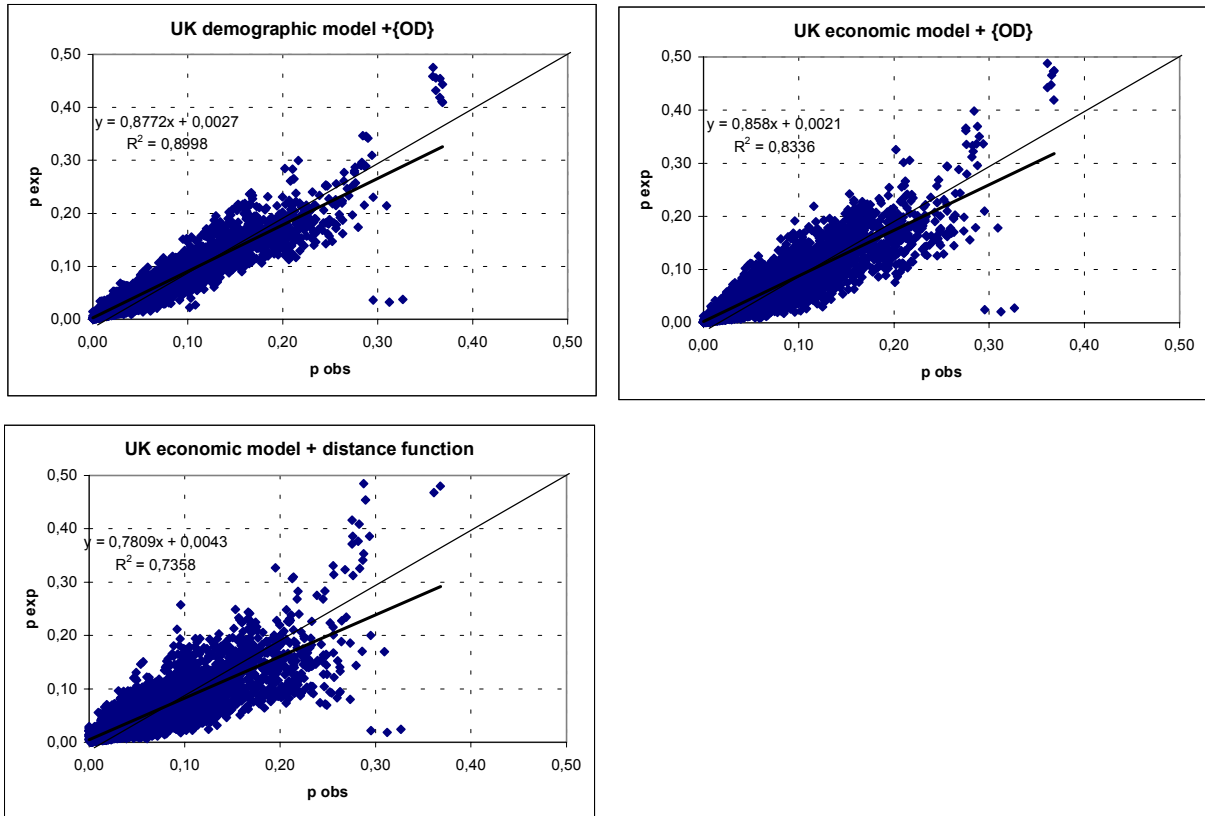 UK demographic model +{OD}
0,50
0,40
y = 0,8772x + 0,0027
R² = 0,8998
0,30
p exp
0,20
0,10
0,00
0,00 0,10 0,20 0,30 0,40 0,50
p obs
UK economic model + {OD}
0,50
0,40
y = 0,858x + 0,0021
R² = 0,8336
0,30
p exp
0,20
0,10
0,00
0,00 0,10 0,20 0,30 0,40 0,50
p obs
UK economic model + distance function
0,50
0,40
y = 0,7809x + 0,0043
R² = 0,7358
0,30
p exp
0,20
0,10
0,00
0,00 0,10 0,20 0,30 0,40 0,50
p obs